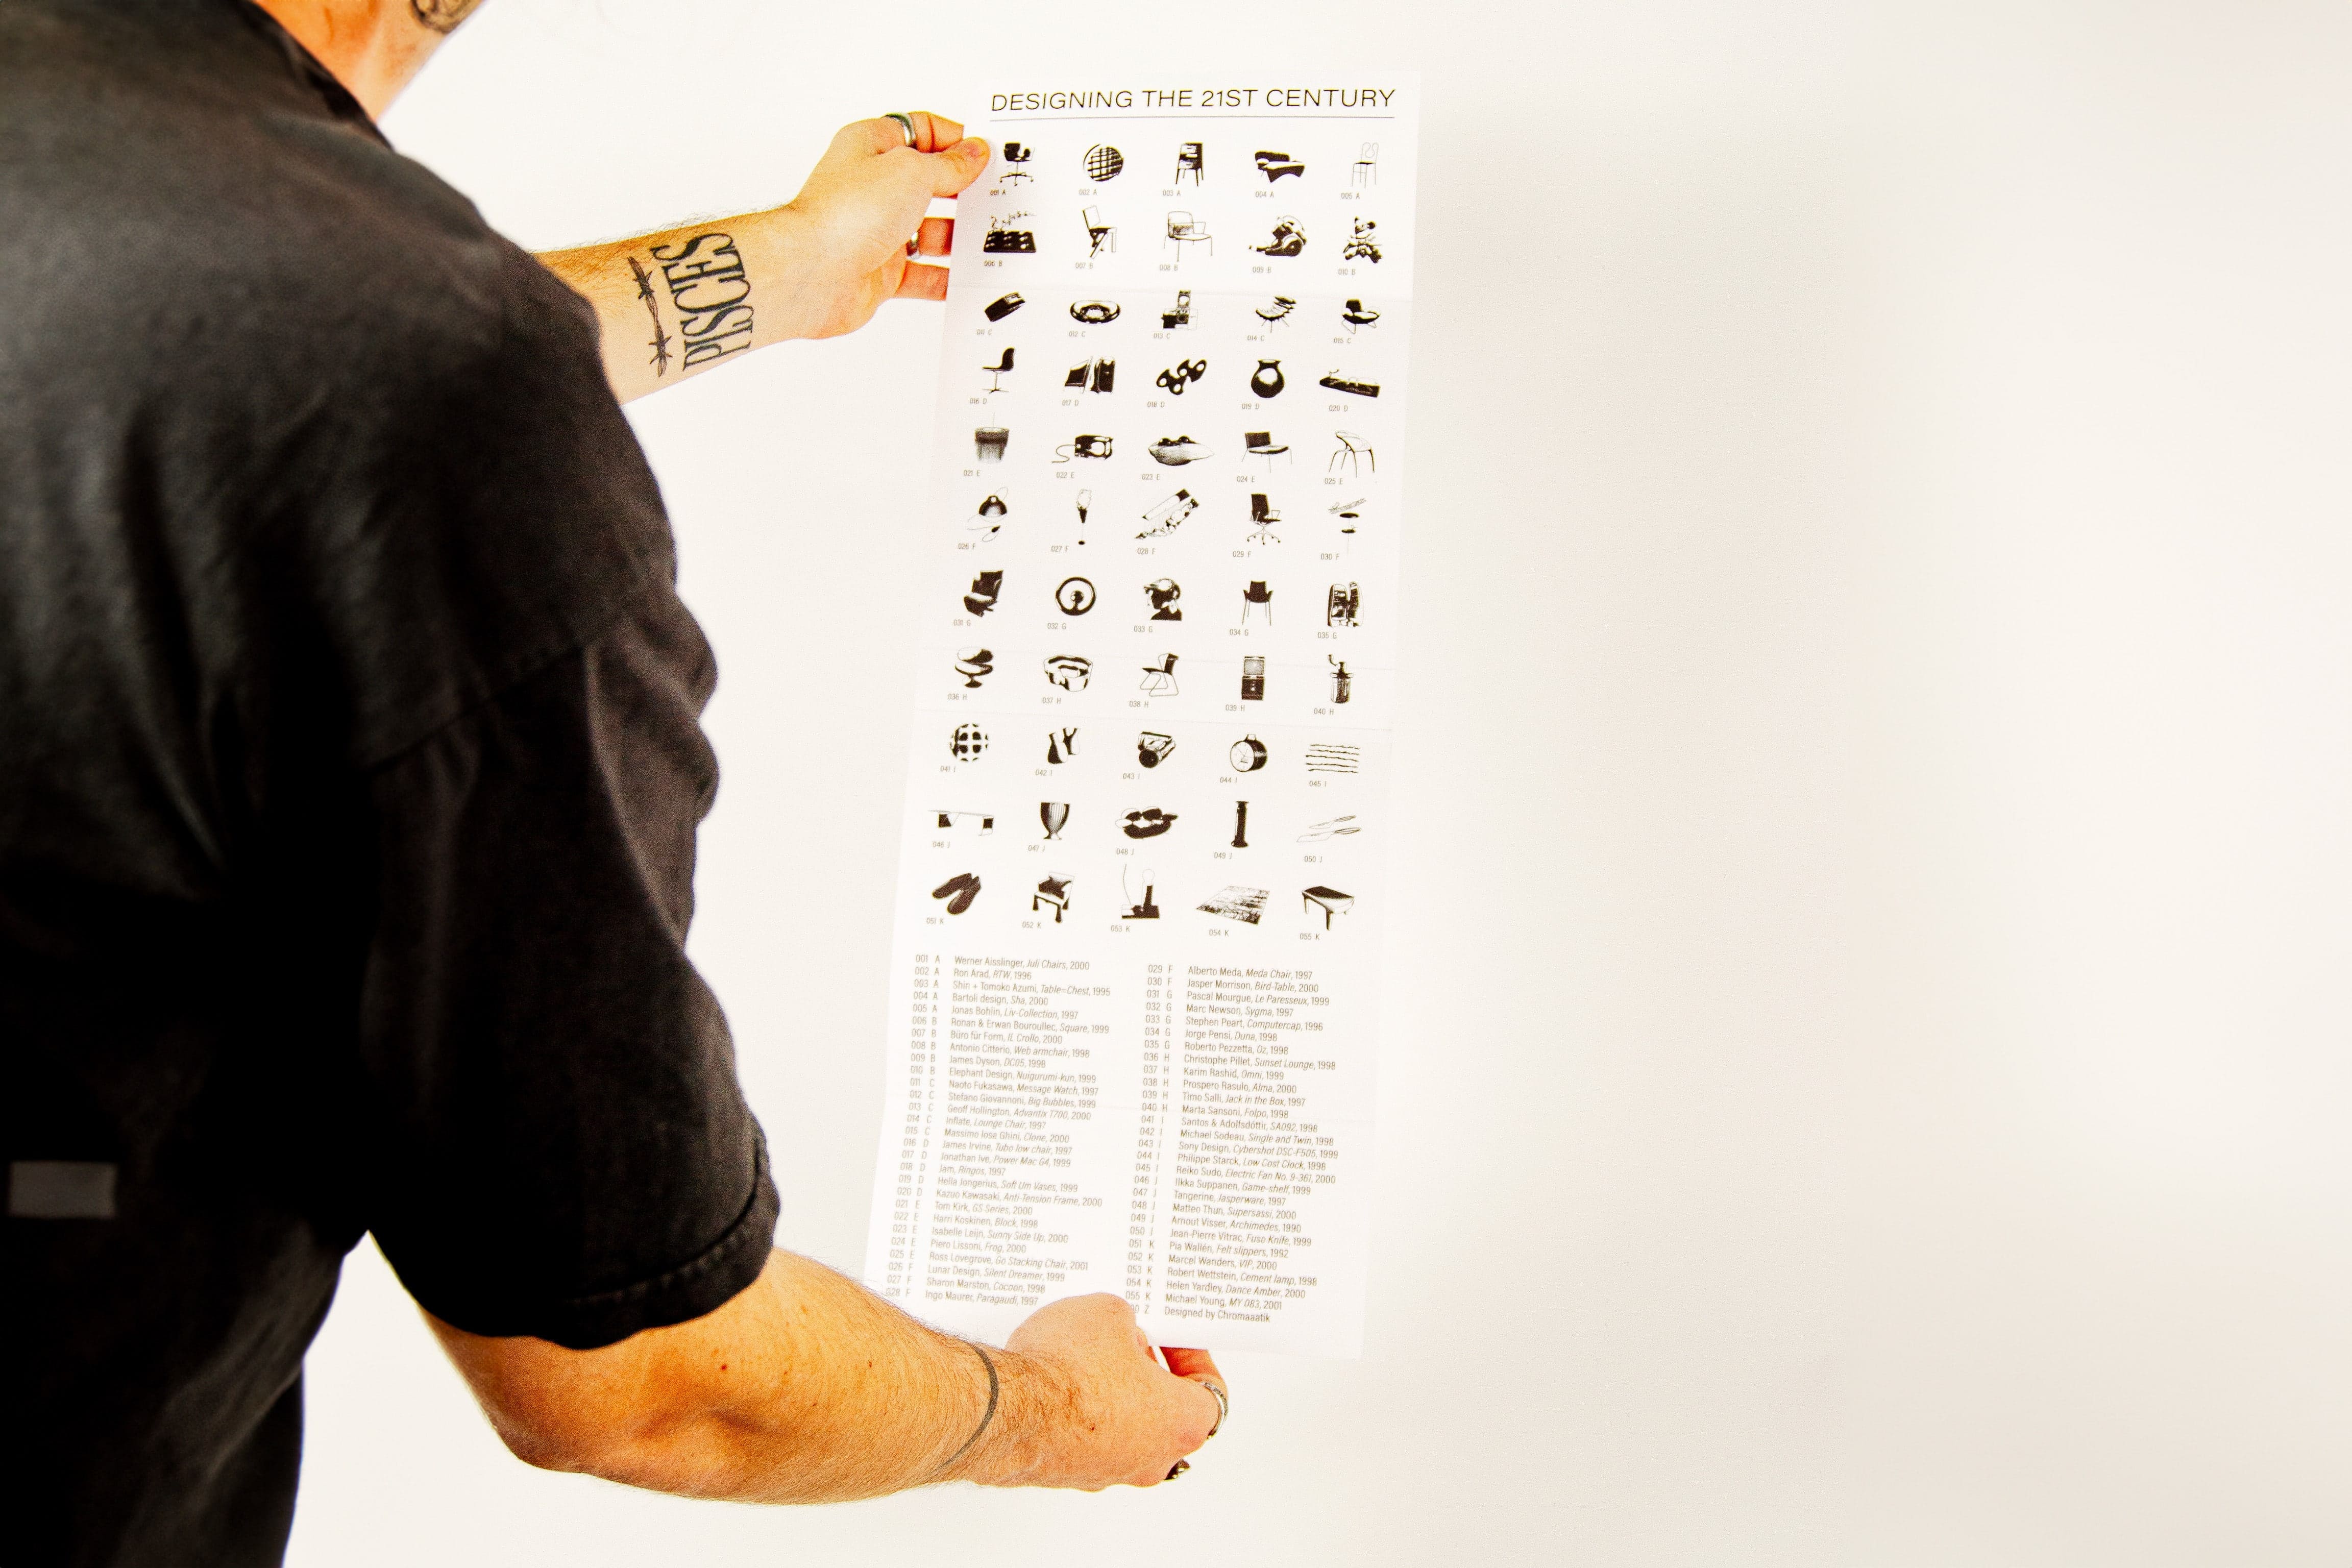 PISCES
DESIGNING THE 21ST CENTURY
001 A
002 A
003 A
004 A
005 A
006 B
007 B
008 B
009 B
010 B
011 C
012 C
013 C
014 C
015 C
016 D
017 D
018 D
019 D
020 D
021 E
022 E
023 E
024 E
025 E
026 F
027 F
028 F
029 F
030 F
031 G
032 G
033 G
034 G
035 G
036 H
037 H
038 H
039 H
040 H
041 I
042 I
043 I
044 I
045 I
046 J
047 J
048 J
049 J
050 J
051 K
052 K
053 K
054 K
055 K
001 A Werner Aisslinger, Juli Chairs, 2000
002 A Ron Arad, RTW, 1996
003 A Shin + Tomoko Azumi, Table=Chest, 1995
004 A Bartoli design, Sha, 2000
005 A Jonas Bohlin, Liv-Collection, 1997
006 B Ronan & Erwan Bouroullec, Square, 1999
007 B Büro für Form, IL Crollo, 2000
008 B Antonio Citterio, Web armchair, 1998
009 B James Dyson, DC05, 1998
010 B Elephant Design, Nuigurumi-kun, 1999
011 C Naoto Fukasawa, Message Watch, 1997
012 C Stefano Giovannoni, Big Bubbles, 1999
013 C Geoff Hollington, Advantix T700, 2000
014 C Inflate, Lounge Chair, 1997
015 C Massimo Iosa Ghini, Clone, 2000
016 D James Irvine, Tubo low chair, 1997
017 D Jonathan Ive, Power Mac G4, 1999
018 D Jam, Ringos, 1997
019 D Hella Jongerius, Soft Urn Vases, 1999
020 D Kazuo Kawasaki, Anti-Tension Frame, 2000
021 E Tom Kirk, GS Series, 2000
022 E Harri Koskinen, Block, 1998
023 E Isabelle Leijn, Sunny Side Up, 2000
024 E Piero Lissoni, Frog, 2000
025 E Ross Lovegrove, Go Stacking Chair, 2001
026 F Lunar Design, Silent Dreamer, 1999
027 F Sharon Marston, Cocoon, 1998
028 F Ingo Maurer, Paragaudi, 1997
029 F Alberto Meda, Meda Chair, 1997
030 F Jasper Morrison, Bird-Table, 2000
031 G Pascal Mourgue, Le Paresseux, 1999
032 G Marc Newson, Sygma, 1997
033 G Stephen Peart, Computercap, 1996
034 G Jorge Pensi, Duna, 1998
035 G Roberto Pezzetta, Oz, 1998
036 H Christophe Pillet, Sunset Lounge, 1998
037 H Karim Rashid, Omni, 1999
038 H Prospero Rasulo, Alma, 2000
039 H Timo Salli, Jack in the Box, 1997
040 H Marta Sansoni, Folpo, 1998
041 I Santos & Adolfsdóttir, SA092, 1998
042 I Michael Sodeau, Single and Twin, 1998
043 I Sony Design, Cybershot DSC-F505, 1999
044 I Philippe Starck, Low Cost Clock, 1998
045 I Reiko Sudo, Electric Fan No. 9-361, 2000
046 J Ilkka Suppanen, Game-shelf, 1999
047 J Tangerine, Jasperware, 1997
048 J Matteo Thun, Supersassi, 2000
049 J Arnout Visser, Archimedes, 1990
050 J Jean-Pierre Vitrac, Fuso Knife, 1999
051 K Pia Wallén, Felt slippers, 1992
052 K Marcel Wanders, VIP, 2000
053 K Robert Wettstein, Cement lamp, 1998
054 K Helen Yardley, Dance Amber, 2000
055 K Michael Young, MY 083, 2001
Z Designed by Chromaaatik